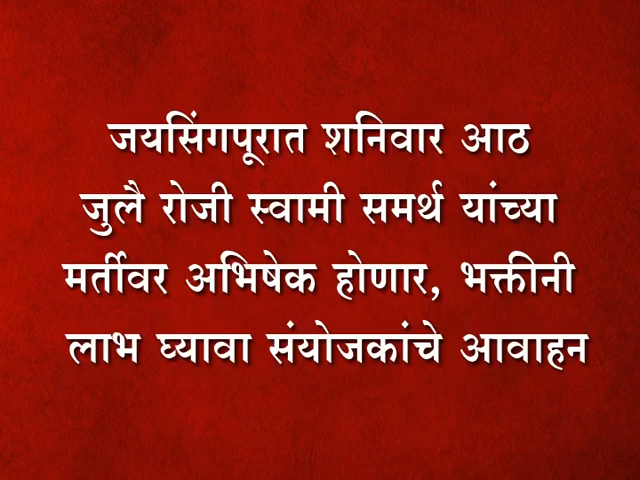 जयसिंगपूरात शनिवार आठ
जुलै रोजी स्वामी समर्थ यांच्या
मर्तीवर अभिषेक होणार, भक्तीनी
लाभ घ्यावा संयोजकांचे आवाहन